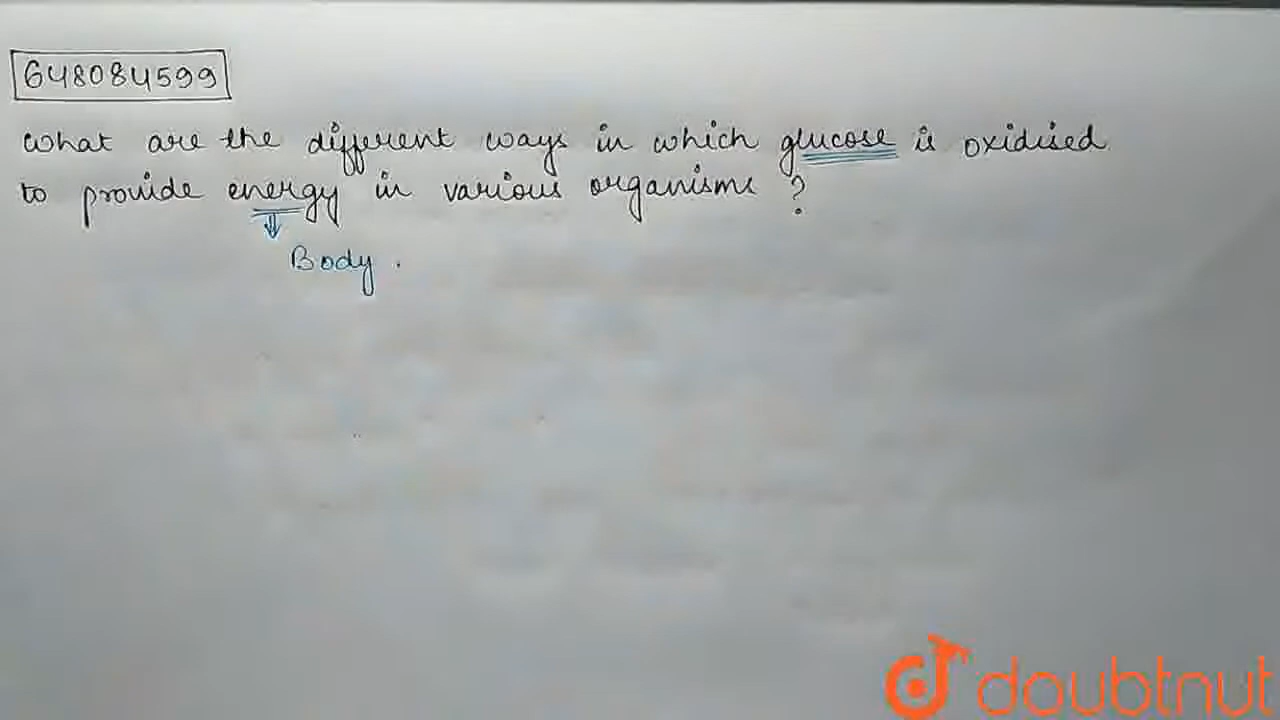 648084599
What are the different ways in which glucose is oxidised
to provide energy in various organisms ?
Body .
doubtnut